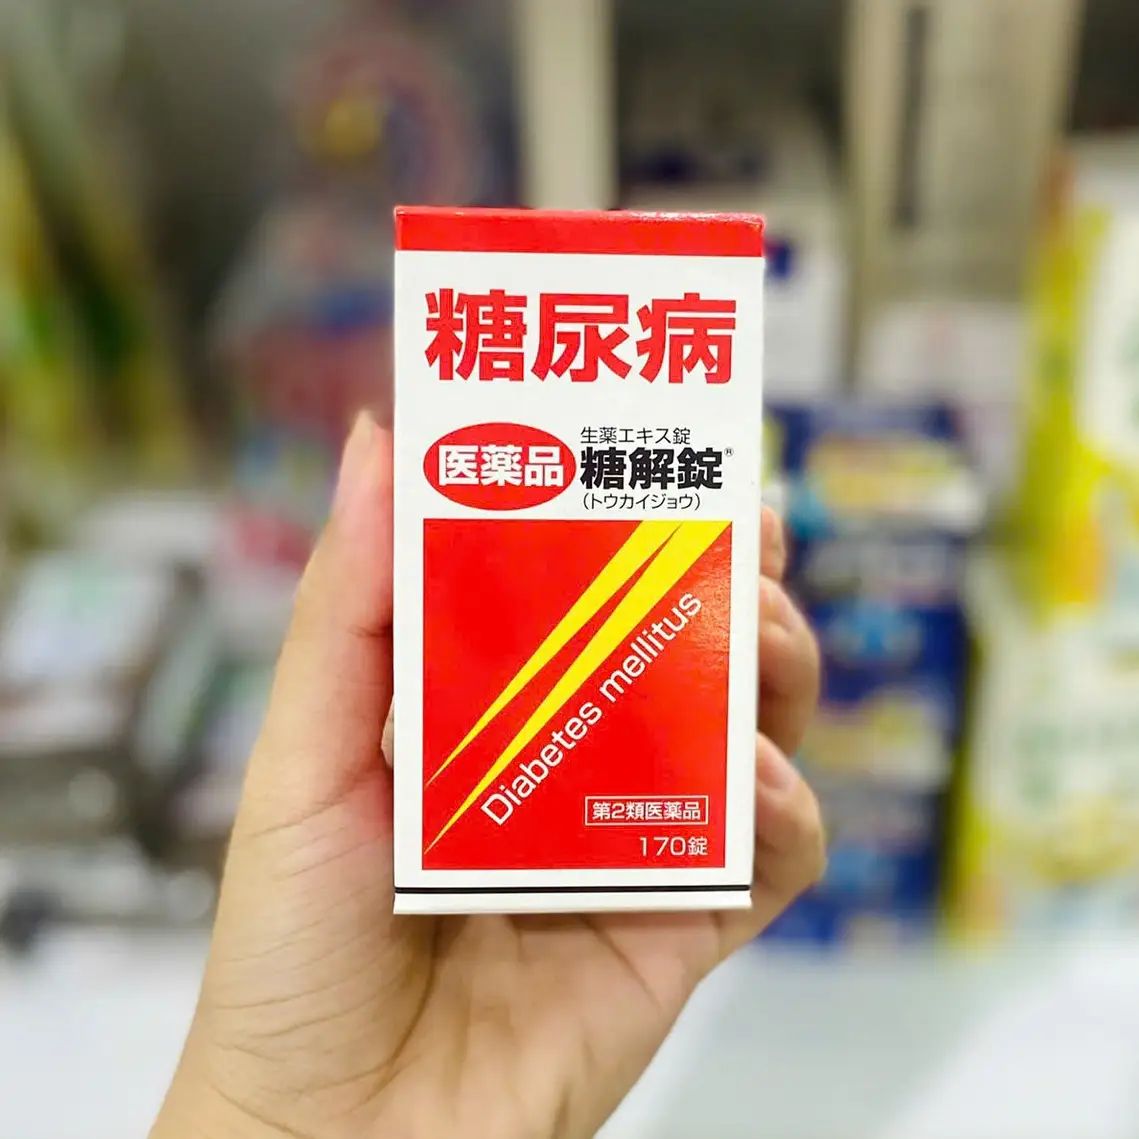 糖尿病
医薬品
生薬エキス錠
糖解錠®
(トウカイジョウ)
Diabetes mellitus
第2類医薬品
170錠